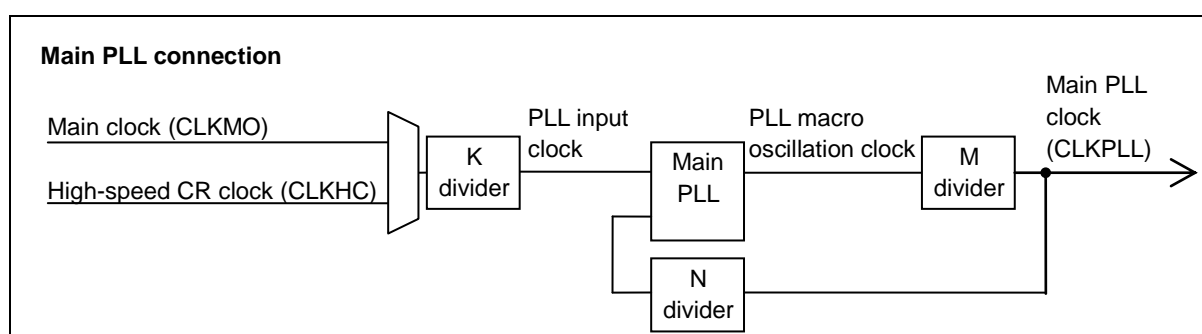 Main PLL connection
Main clock (CLKMO)
High-speed CR clock (CLKHC)
K
divider
PLL input
clock
Main
PLL
N
divider
PLL macro
oscillation clock
M
divider
Main PLL
clock
(CLKPLL)